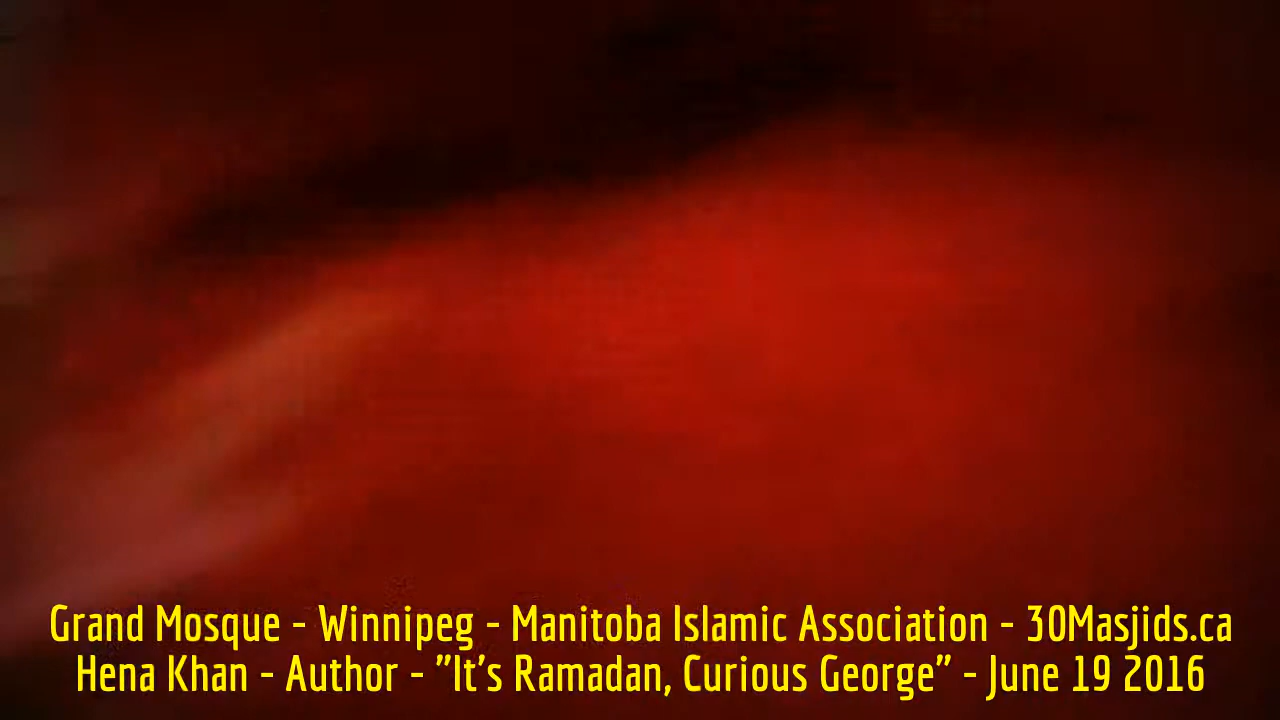 Grand Mosque - Winnipeg - Manitoba Islamic Association - 30Masjids.ca
Hena Khan - Author - "It's Ramadan, Curious George" - June 19 2016